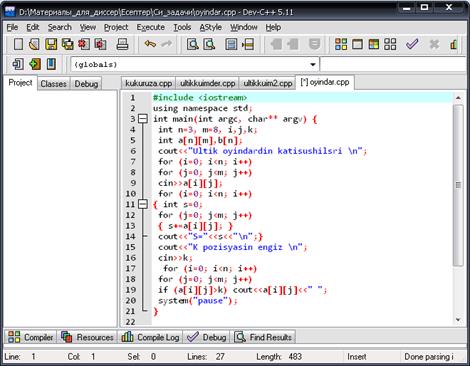 D:\Материалы_для_диссер\Есептер\Си_задачи\oyindar.cpp - Dev-C++ 5.11
File Edit Search View Project Execute Tools AStyle Window Help
(globals)
Project Classes Debug
kukuruza.cpp ultikkuimder.cpp ultikkuim2.cpp [*] oyindar.cpp
1 #include <iostream>
2 using namespace std;
3 int main(int argc, char** argv) {
4 int n=3, m=8, i,j,k;
5 int a[n][m],b[n];
6 cout<<"Ultik oyindardin katisushilsri \n";
7 for (i=0; i<n; i++)
8 for (j=0; j<m; j++)
9 cin>>a[i][j];
10 for (i=0; i<n; i++)
11 { int s=0;
12 for (j=0; j<m; j++)
13 { s+=a[i][j]; }
14 cout<<"S="<<s<<"\n";}
15 cout<<"K pozisyasin engiz \n";
16 cin>>k;
17 for (i=0; i<n; i++)
18 for (j=0; j<m; j++)
19 if (a[i][j]>k) cout<<a[i][j]<<" ";
20 system("pause");
21 }
22
Compiler Resources Compile Log Debug Find Results
Line: 1 Col: 1 Sel: 0 Lines: 27 Length: 483 Insert Done parsing i